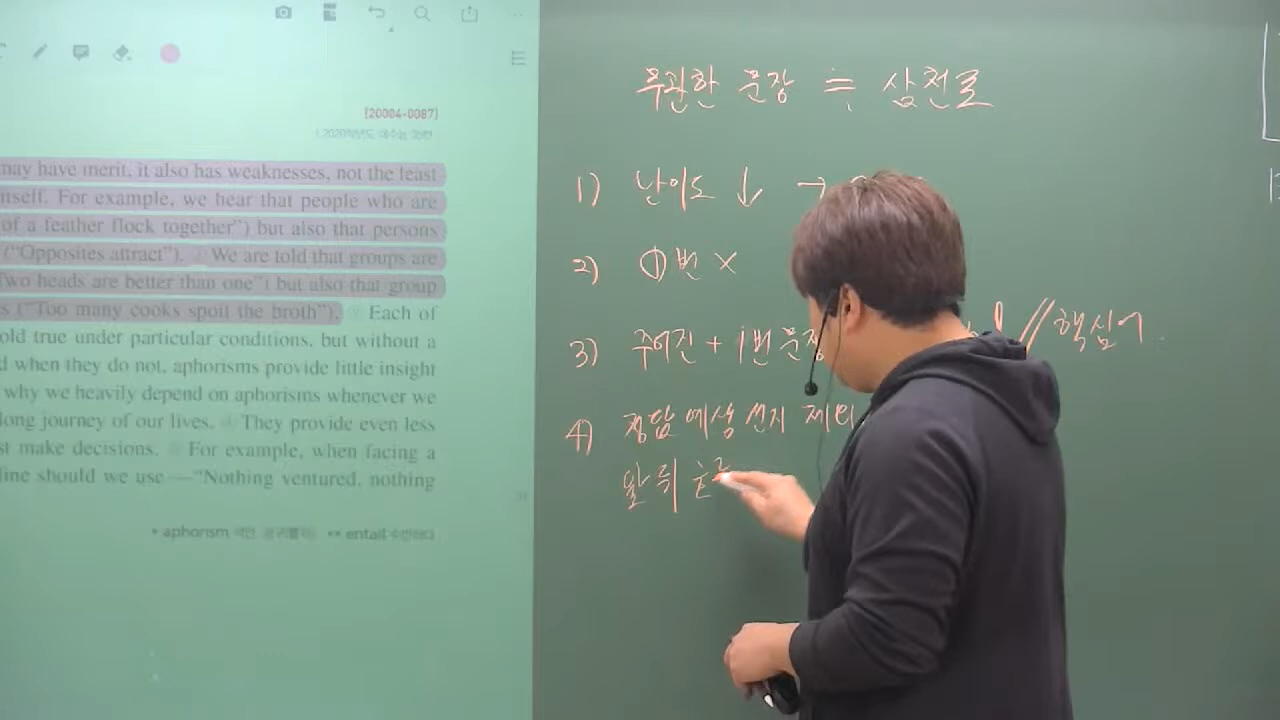 [20004-0087]
may have merit, it also has weaknesses, not the least
itself. For example, we hear that people who are
of a feather flock together”) but also that persons
(“Opposites attract”). We are told that groups are
Two heads are better than one”) but also that group
s (“Too many cooks spoil the broth”). Each of
old true under particular conditions, but without a
d when they do not, aphorisms provide little insight
why we heavily depend on aphorisms whenever we
long journey of our lives. They provide even less
st make decisions. For example, when facing a
line should we use — “Nothing ventured, nothing
* aphorism ** entail 수반하다
무관한 문장 ≒ 삼천포
1) 난이도 ↓ →
2) ①번 ×
3) 주어진 + 1번 문장 // 핵심어
4) 정답 예상 선지 제외
앞 뒤